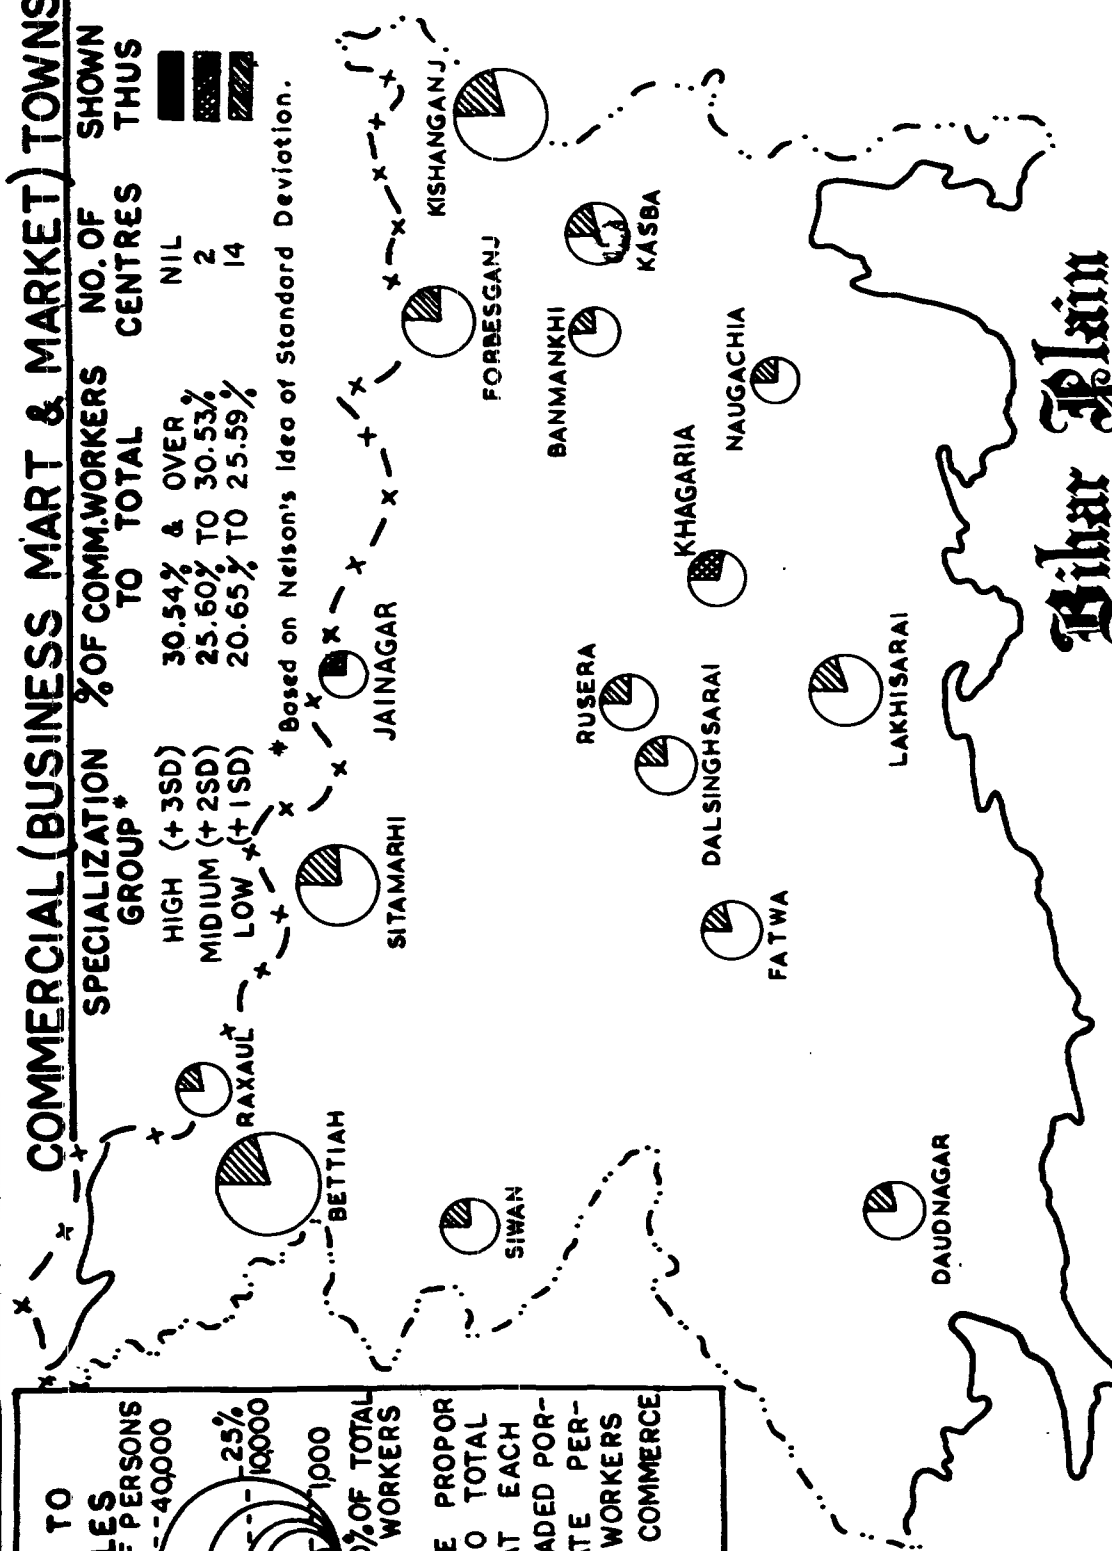 COMMERCIAL (BUSINESS MART & MARKET) TOWNS
SPECIALIZATION GROUP* % OF COMM.WORKERS TO TOTAL NO. OF CENTRES SHOWN THUS
HIGH (+3SD) 30.54% & OVER NIL
MIDIUM (+2SD) 25.60% TO 30.53% 2
LOW (+1SD) 20.65% TO 25.59% 14
* Based on Nelson's Idea of Standard Deviation.
RAXAUL
BETTIAH
SITAMARHI
JAINAGAR
FORBESGANJ
KISHANGANJ
SIWAN
RUSERA
BANMANKHI
KASBA
DALSINGHSARAI
KHAGARIA
NAUGACHIA
FATWA
LAKHISARAI
DAUDNAGAR
Bihar Plain
TO
PERSONS
40,000
25%
10,000
1,000
% OF TOTAL
WORKERS
PROPOR
TOTAL
EACH
POR-
PER-
WORKERS
COMMERCE